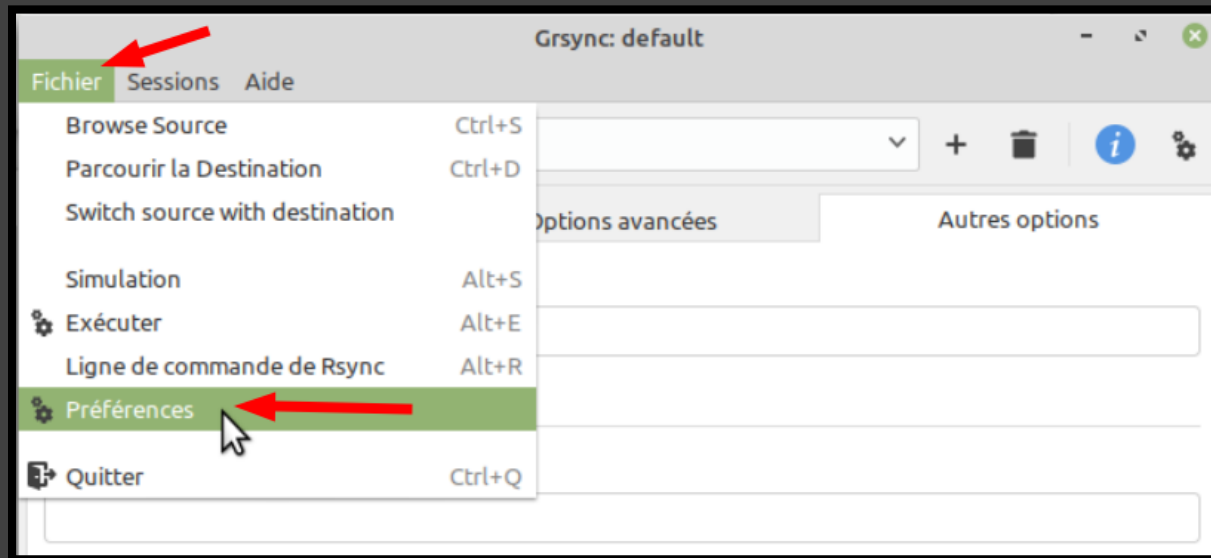 Grsync: default
Fichier Sessions Aide
Browse Source Ctrl+S
Parcourir la Destination Ctrl+D
Switch source with destination
Options avancées Autres options
Simulation Alt+S
Exécuter Alt+E
Ligne de commande de Rsync Alt+R
Préférences
Quitter Ctrl+Q